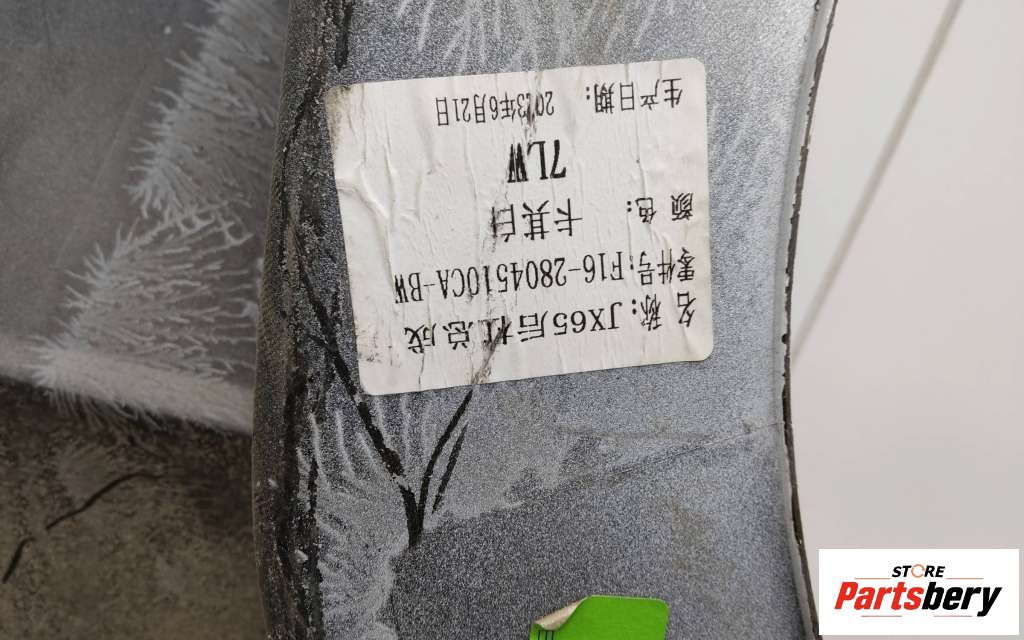 名 称: JX65后杠总成
零件号: F16-2804510CA-BW
颜 色: 卡其白
7LW
生产日期: 2023年6月21日
STORE
Partsbery